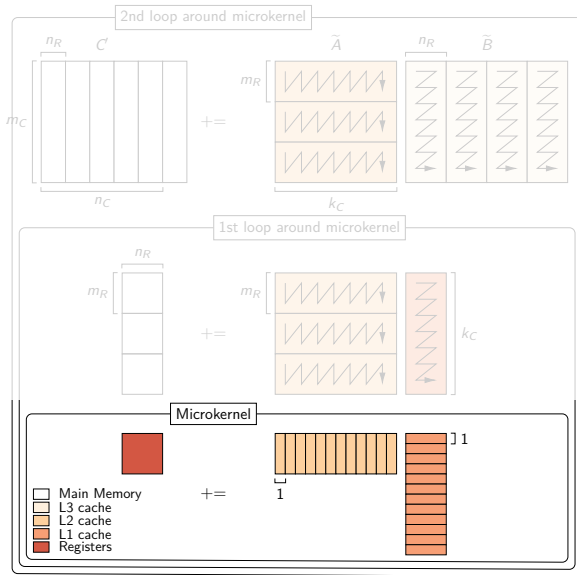 2nd loop around microkernel
n_R C′ Ã n_R B̃
m_C += m_R
n_C k_C
1st loop around microkernel
n_R
m_R += m_R k_C
Microkernel
1
+= 1
Main Memory
L3 cache
L2 cache
L1 cache
Registers